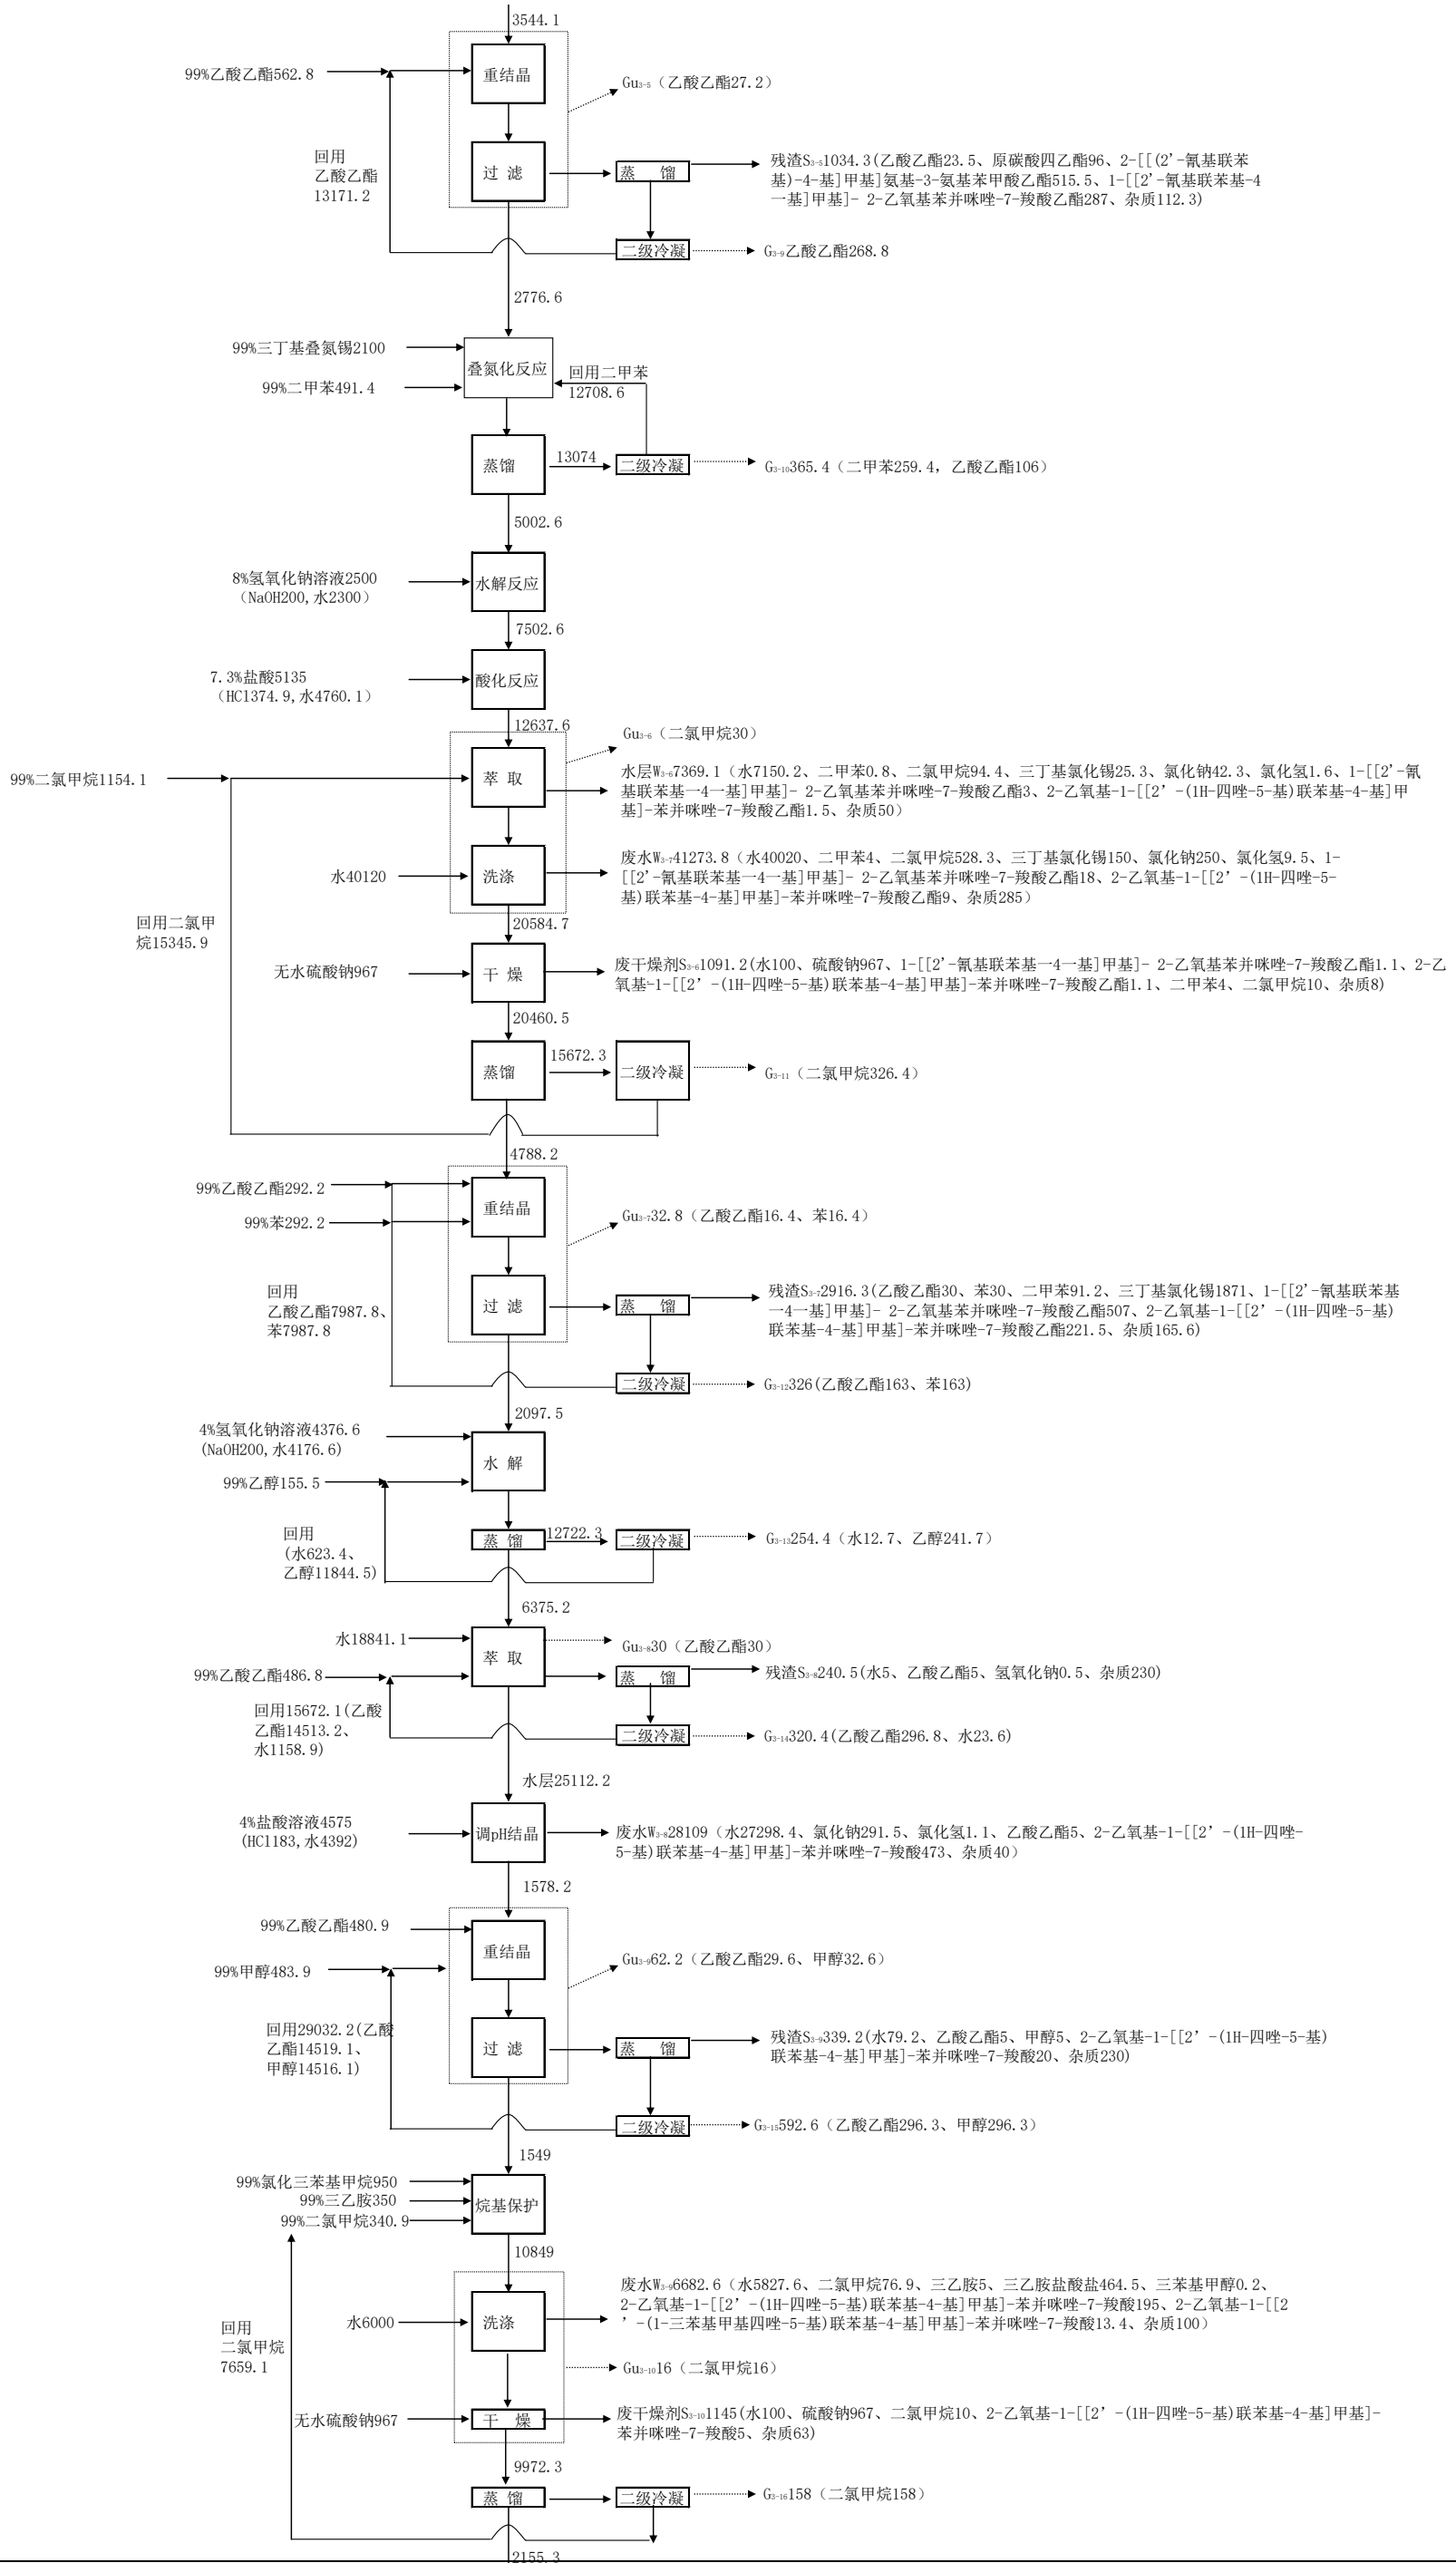 3544.1
99%乙酸乙酯562.8
重结晶
Gu3-5（乙酸乙酯27.2）
回用
乙酸乙酯
13171.2
过 滤
蒸 馏
残渣S3-51034.3(乙酸乙酯23.5、原碳酸四乙酯96、2-[[(2'-氰基联苯
基)-4-基]甲基]氨基-3-氨基苯甲酸乙酯515.5、1-[[2'-氰基联苯基-4
一基]甲基]- 2-乙氧基苯并咪唑-7-羧酸乙酯287、杂质112.3)
二级冷凝
G3-9乙酸乙酯268.8
2776.6
99%三丁基叠氮锡2100
99%二甲苯491.4
叠氮化反应
回用二甲苯
12708.6
蒸馏
13074
二级冷凝
G3-10365.4（二甲苯259.4，乙酸乙酯106）
5002.6
8%氢氧化钠溶液2500
（NaOH200,水2300）
水解反应
7502.6
7.3%盐酸5135
（HCl374.9,水4760.1）
酸化反应
12637.6
Gu3-6（二氯甲烷30）
99%二氯甲烷1154.1
萃 取
水层W3-67369.1（水7150.2、二甲苯0.8、二氯甲烷94.4、三丁基氯化锡25.3、氯化钠42.3、氯化氢1.6、1-[[2'-氰
基联苯基一4一基]甲基]- 2-乙氧基苯并咪唑-7-羧酸乙酯3、2-乙氧基-1-[[2’-(1H-四唑-5-基)联苯基-4-基]甲
基]-苯并咪唑-7-羧酸乙酯1.5、杂质50）
水40120
洗涤
废水W3-741273.8（水40020、二甲苯4、二氯甲烷528.3、三丁基氯化锡150、氯化钠250、氯化氢9.5、1-
[[2'-氰基联苯基一4一基]甲基]- 2-乙氧基苯并咪唑-7-羧酸乙酯18、2-乙氧基-1-[[2’-(1H-四唑-5-
基)联苯基-4-基]甲基]-苯并咪唑-7-羧酸乙酯9、杂质285）
20584.7
回用二氯甲
烷15345.9
无水硫酸钠967
干 燥
废干燥剂S3-61091.2(水100、硫酸钠967、1-[[2'-氰基联苯基一4一基]甲基]- 2-乙氧基苯并咪唑-7-羧酸乙酯1.1、2-乙
氧基-1-[[2’-(1H-四唑-5-基)联苯基-4-基]甲基]-苯并咪唑-7-羧酸乙酯1.1、二甲苯4、二氯甲烷10、杂质8)
20460.5
蒸馏
15672.3
二级冷凝
G3-11（二氯甲烷326.4）
4788.2
99%乙酸乙酯292.2
99%苯292.2
重结晶
Gu3-732.8（乙酸乙酯16.4、苯16.4）
回用
乙酸乙酯7987.8、
苯7987.8
过 滤
蒸 馏
残渣S3-72916.3(乙酸乙酯30、苯30、二甲苯91.2、三丁基氯化锡1871、1-[[2'-氰基联苯基
一4一基]甲基]- 2-乙氧基苯并咪唑-7-羧酸乙酯507、2-乙氧基-1-[[2’-(1H-四唑-5-基)
联苯基-4-基]甲基]-苯并咪唑-7-羧酸乙酯221.5、杂质165.6)
二级冷凝
G3-12326(乙酸乙酯163、苯163)
2097.5
4%氢氧化钠溶液4376.6
(NaOH200,水4176.6)
水 解
99%乙醇155.5
回用
(水623.4、
乙醇11844.5)
蒸 馏
12722.3
二级冷凝
G3-13254.4（水12.7、乙醇241.7）
6375.2
水18841.1
萃 取
Gu3-830（乙酸乙酯30）
99%乙酸乙酯486.8
蒸 馏
残渣S3-8240.5(水5、乙酸乙酯5、氢氧化钠0.5、杂质230)
回用15672.1(乙酸
乙酯14513.2、
水1158.9)
二级冷凝
G3-14320.4(乙酸乙酯296.8、水23.6)
水层25112.2
4%盐酸溶液4575
(HCl183,水4392)
调pH结晶
废水W3-828109（水27298.4、氯化钠291.5、氯化氢1.1、乙酸乙酯5、2-乙氧基-1-[[2’-(1H-四唑-
5-基)联苯基-4-基]甲基]-苯并咪唑-7-羧酸473、杂质40）
1578.2
99%乙酸乙酯480.9
重结晶
Gu3-962.2（乙酸乙酯29.6、甲醇32.6）
99%甲醇483.9
回用29032.2(乙酸
乙酯14519.1、
甲醇14516.1)
过 滤
蒸 馏
残渣S3-9339.2(水79.2、乙酸乙酯5、甲醇5、2-乙氧基-1-[[2’-(1H-四唑-5-基)
联苯基-4-基]甲基]-苯并咪唑-7-羧酸20、杂质230)
二级冷凝
G3-15592.6（乙酸乙酯296.3、甲醇296.3）
1549
99%氯化三苯基甲烷950
99%三乙胺350
99%二氯甲烷340.9
烷基保护
10849
水6000
洗涤
废水W3-96682.6（水5827.6、二氯甲烷76.9、三乙胺5、三乙胺盐酸盐464.5、三苯基甲醇0.2、
2-乙氧基-1-[[2’-(1H-四唑-5-基)联苯基-4-基]甲基]-苯并咪唑-7-羧酸195、2-乙氧基-1-[[2
’-(1-三苯基甲基四唑-5-基)联苯基-4-基]甲基]-苯并咪唑-7-羧酸13.4、杂质100）
回用
二氯甲烷
7659.1
Gu3-1016（二氯甲烷16）
无水硫酸钠967
干 燥
废干燥剂S3-101145(水100、硫酸钠967、二氯甲烷10、2-乙氧基-1-[[2’-(1H-四唑-5-基)联苯基-4-基]甲基]-
苯并咪唑-7-羧酸5、杂质63)
9972.3
蒸 馏
二级冷凝
G3-16158（二氯甲烷158）
2155.3